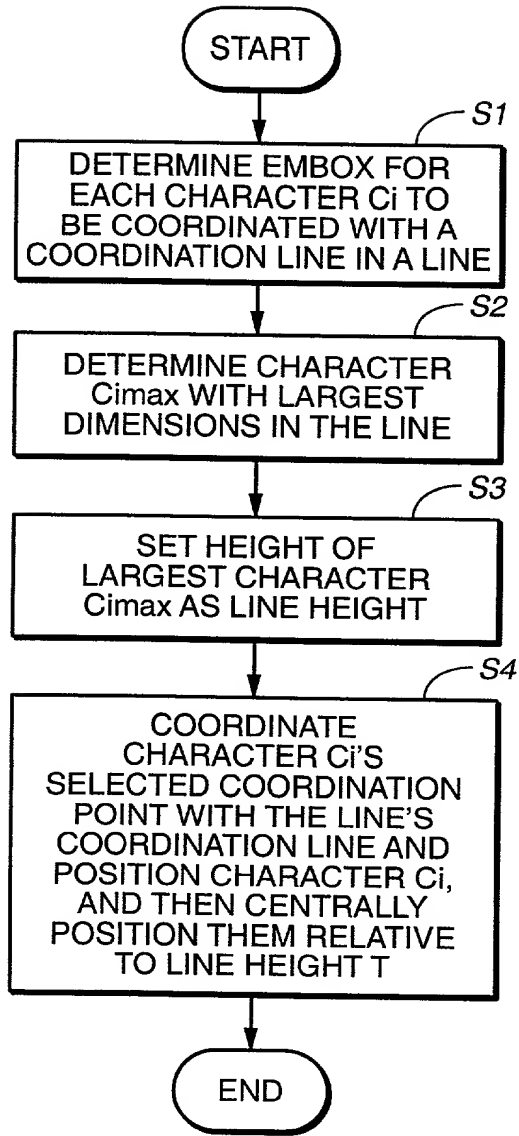 START
S1
DETERMINE EMBOX FOR
EACH CHARACTER Ci TO
BE COORDINATED WITH A
COORDINATION LINE IN A LINE
S2
DETERMINE CHARACTER
Cimax WITH LARGEST
DIMENSIONS IN THE LINE
S3
SET HEIGHT OF
LARGEST CHARACTER
Cimax AS LINE HEIGHT
S4
COORDINATE
CHARACTER Ci'S
SELECTED COORDINATION
POINT WITH THE LINE'S
COORDINATION LINE AND
POSITION CHARACTER Ci,
AND THEN CENTRALLY
POSITION THEM RELATIVE
TO LINE HEIGHT T
END